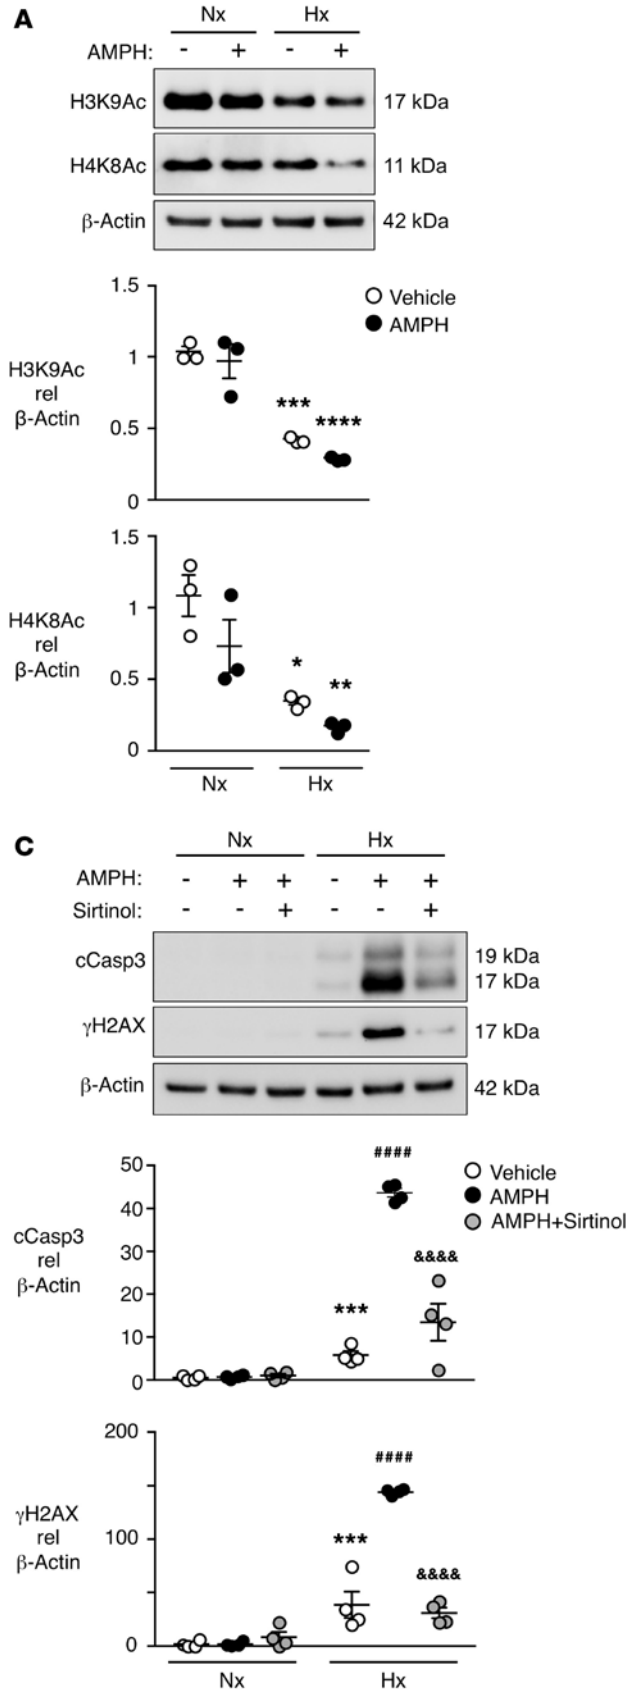 A
Nx Hx
AMPH: - + - +
H3K9Ac 17 kDa
H4K8Ac 11 kDa
β-Actin 42 kDa
1.5
1
0.5
0
H3K9Ac
rel
β-Actin
Vehicle
AMPH
***
****
1.5
1
0.5
0
H4K8Ac
rel
β-Actin
*
**
Nx Hx
C
Nx Hx
AMPH: - + + - + +
Sirtinol: - - + - - +
cCasp3 19 kDa
17 kDa
γH2AX 17 kDa
β-Actin 42 kDa
50
40
30
20
10
0
cCasp3
rel
β-Actin
####
Vehicle
AMPH
AMPH+Sirtinol
&&&&
***
200
100
0
γH2AX
rel
β-Actin
####
***
&&&&
Nx Hx